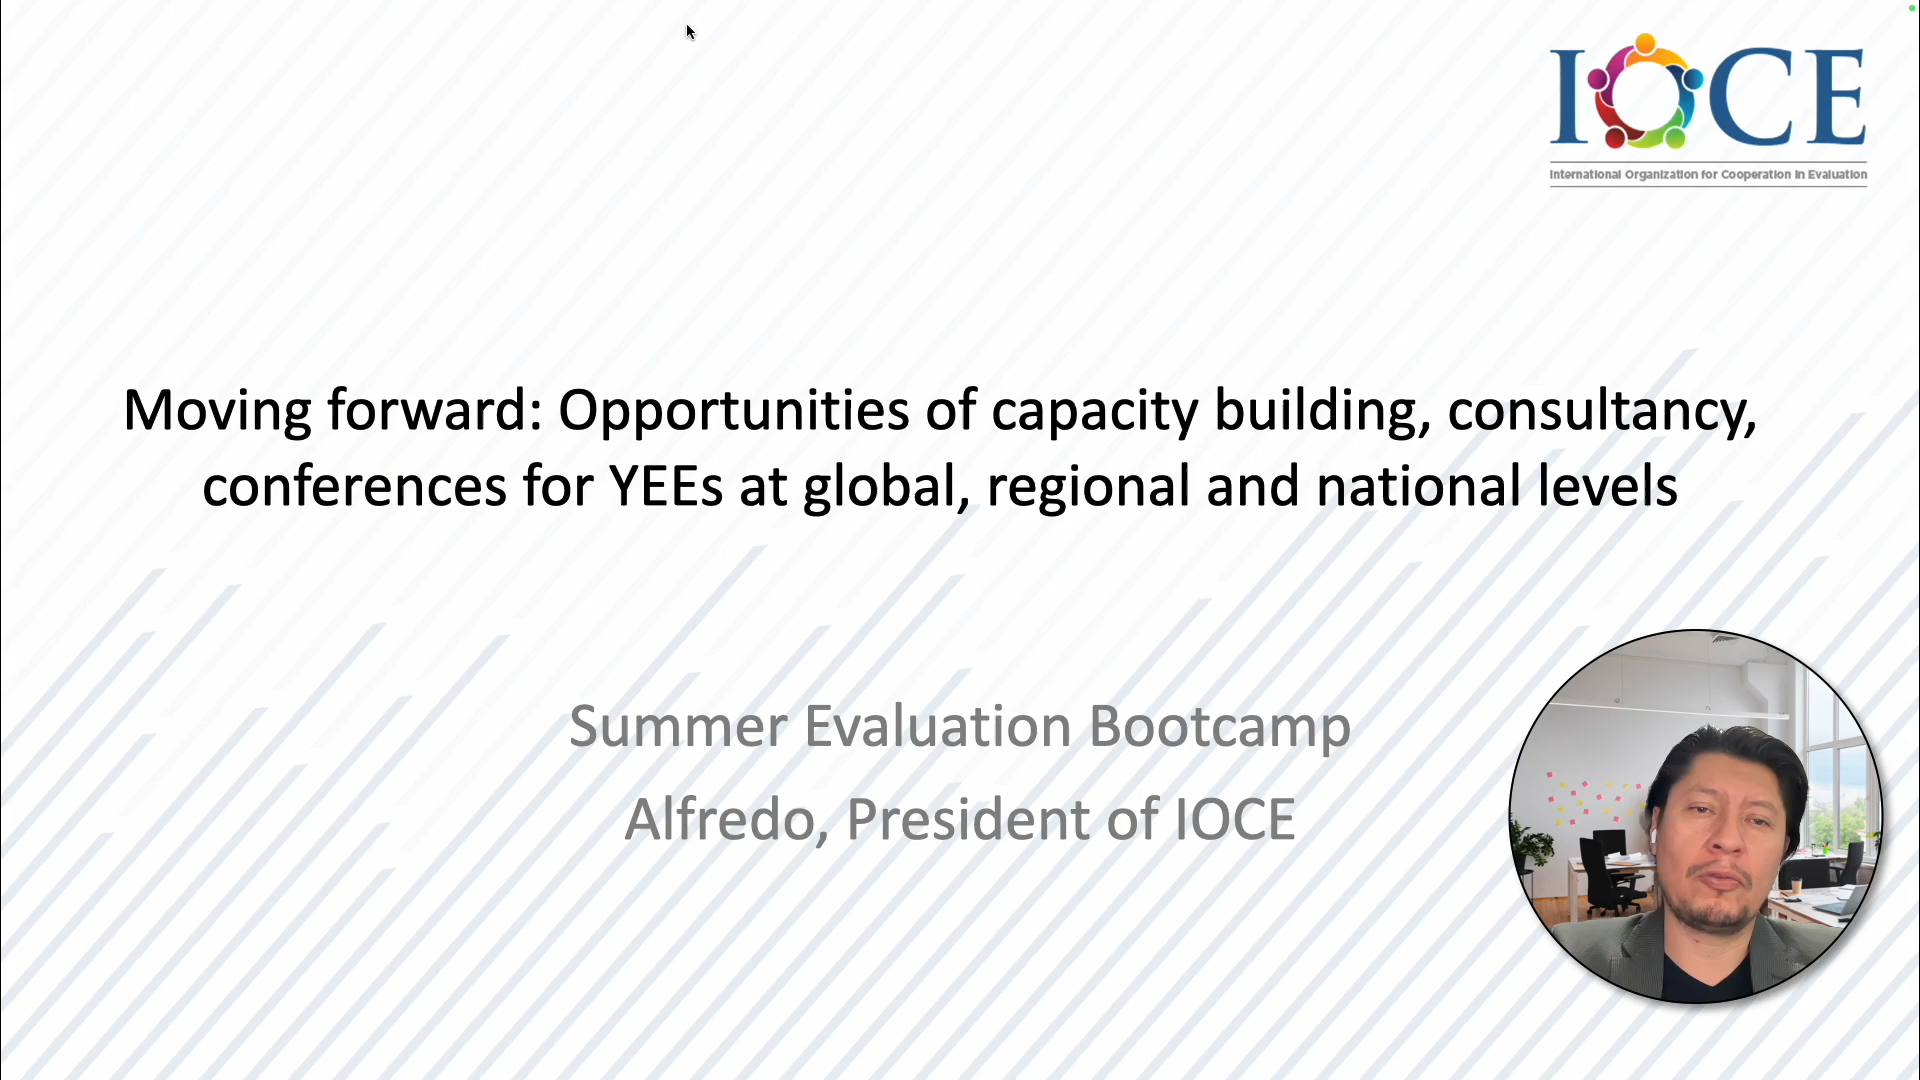 IOCE
International Organization for Cooperation in Evaluation
Moving forward: Opportunities of capacity building, consultancy,
conferences for YEEs at global, regional and national levels
Summer Evaluation Bootcamp
Alfredo, President of IOCE